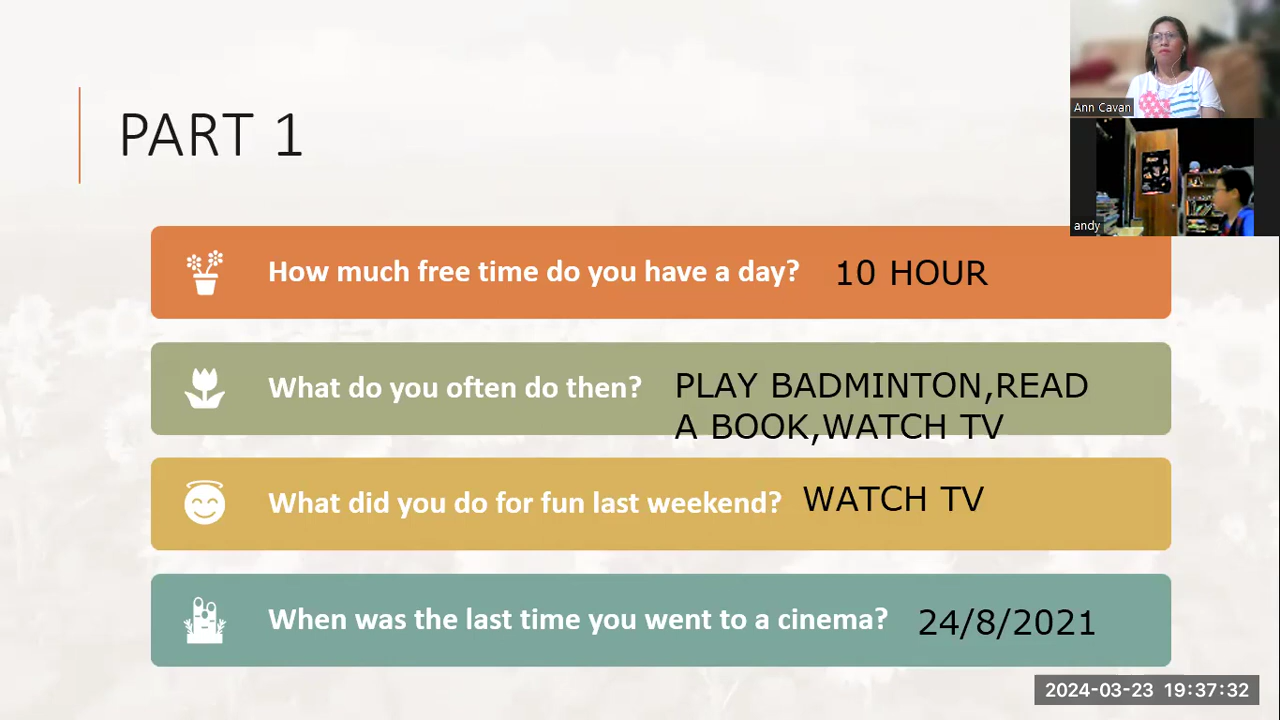 Ann Cavan
PART 1
andy
How much free time do you have a day? 10 HOUR
What do you often do then? PLAY BADMINTON,READ
A BOOK,WATCH TV
What did you do for fun last weekend? WATCH TV
When was the last time you went to a cinema? 24/8/2021
2024-03-23 19:37:32